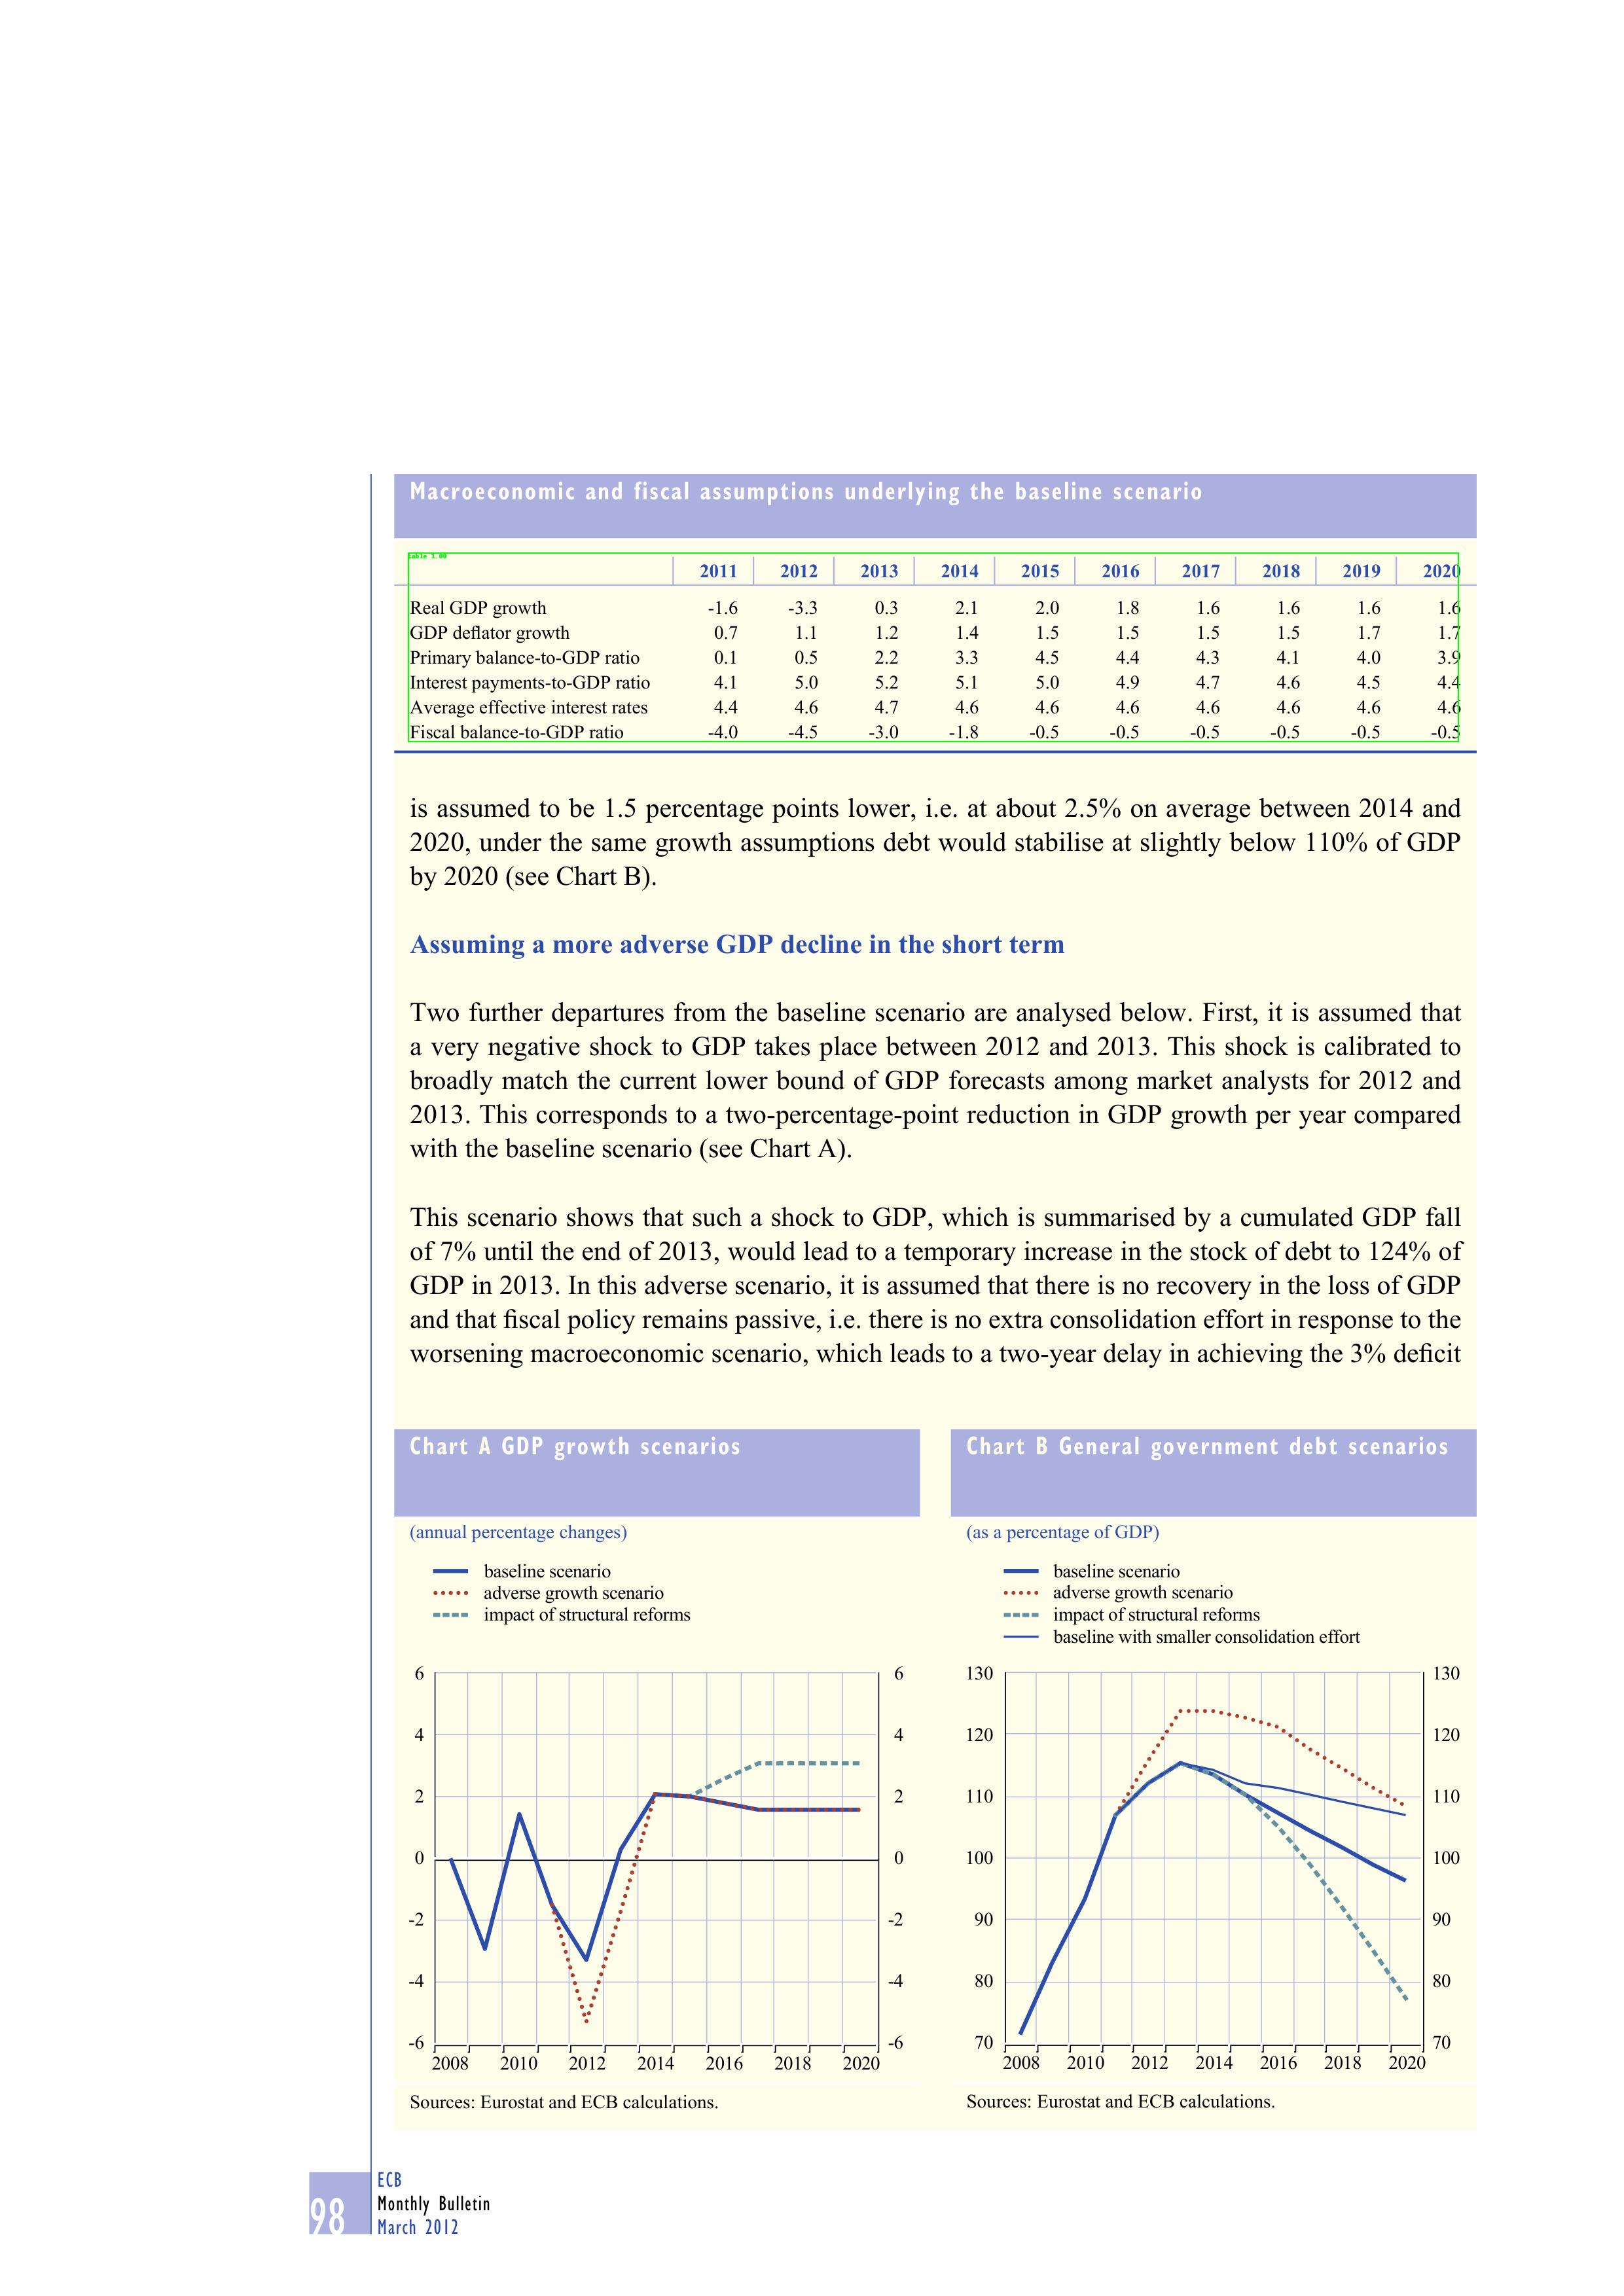 Macroeconomic and fiscal assumptions underlying the baseline scenario
table 1.00
2011 2012 2013 2014 2015 2016 2017 2018 2019 2020
Real GDP growth -1.6 -3.3 0.3 2.1 2.0 1.8 1.6 1.6 1.6 1.6
GDP deflator growth 0.7 1.1 1.2 1.4 1.5 1.5 1.5 1.5 1.7 1.7
Primary balance-to-GDP ratio 0.1 0.5 2.2 3.3 4.5 4.4 4.3 4.1 4.0 3.9
Interest payments-to-GDP ratio 4.1 5.0 5.2 5.1 5.0 4.9 4.7 4.6 4.5 4.4
Average effective interest rates 4.4 4.6 4.7 4.6 4.6 4.6 4.6 4.6 4.6 4.6
Fiscal balance-to-GDP ratio -4.0 -4.5 -3.0 -1.8 -0.5 -0.5 -0.5 -0.5 -0.5 -0.5
is assumed to be 1.5 percentage points lower, i.e. at about 2.5% on average between 2014 and
2020, under the same growth assumptions debt would stabilise at slightly below 110% of GDP
by 2020 (see Chart B).
Assuming a more adverse GDP decline in the short term
Two further departures from the baseline scenario are analysed below. First, it is assumed that
a very negative shock to GDP takes place between 2012 and 2013. This shock is calibrated to
broadly match the current lower bound of GDP forecasts among market analysts for 2012 and
2013. This corresponds to a two-percentage-point reduction in GDP growth per year compared
with the baseline scenario (see Chart A).
This scenario shows that such a shock to GDP, which is summarised by a cumulated GDP fall
of 7% until the end of 2013, would lead to a temporary increase in the stock of debt to 124% of
GDP in 2013. In this adverse scenario, it is assumed that there is no recovery in the loss of GDP
and that fiscal policy remains passive, i.e. there is no extra consolidation effort in response to the
worsening macroeconomic scenario, which leads to a two-year delay in achieving the 3% deficit
Chart A GDP growth scenarios
(annual percentage changes)
baseline scenario
adverse growth scenario
impact of structural reforms
6 6
4 4
2 2
0 0
-2 -2
-4 -4
-6 -6
2008 2010 2012 2014 2016 2018 2020
Sources: Eurostat and ECB calculations.
Chart B General government debt scenarios
(as a percentage of GDP)
baseline scenario
adverse growth scenario
impact of structural reforms
baseline with smaller consolidation effort
130 130
120 120
110 110
100 100
90 90
80 80
70 70
2008 2010 2012 2014 2016 2018 2020
Sources: Eurostat and ECB calculations.
98
ECB
Monthly Bulletin
March 2012